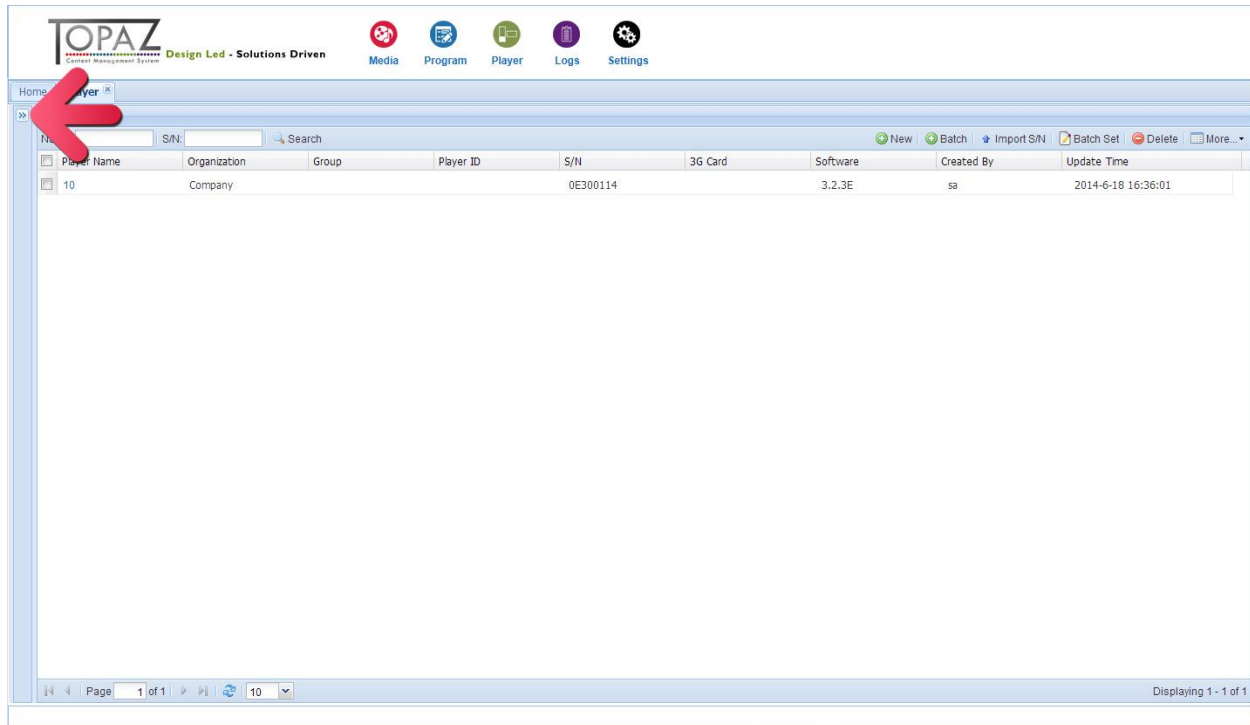 TOPAZ
Content Management System
Design Led - Solutions Driven
Media Program Player Logs Settings
Home
S/N: Search New Batch Import S/N Batch Set Delete More...
Player Name Organization Group Player ID S/N 3G Card Software Created By Update Time
10 Company 0E300114 3.2.3E sa 2014-6-18 16:36:01
Page 1 of 1 10 Displaying 1 - 1 of 1